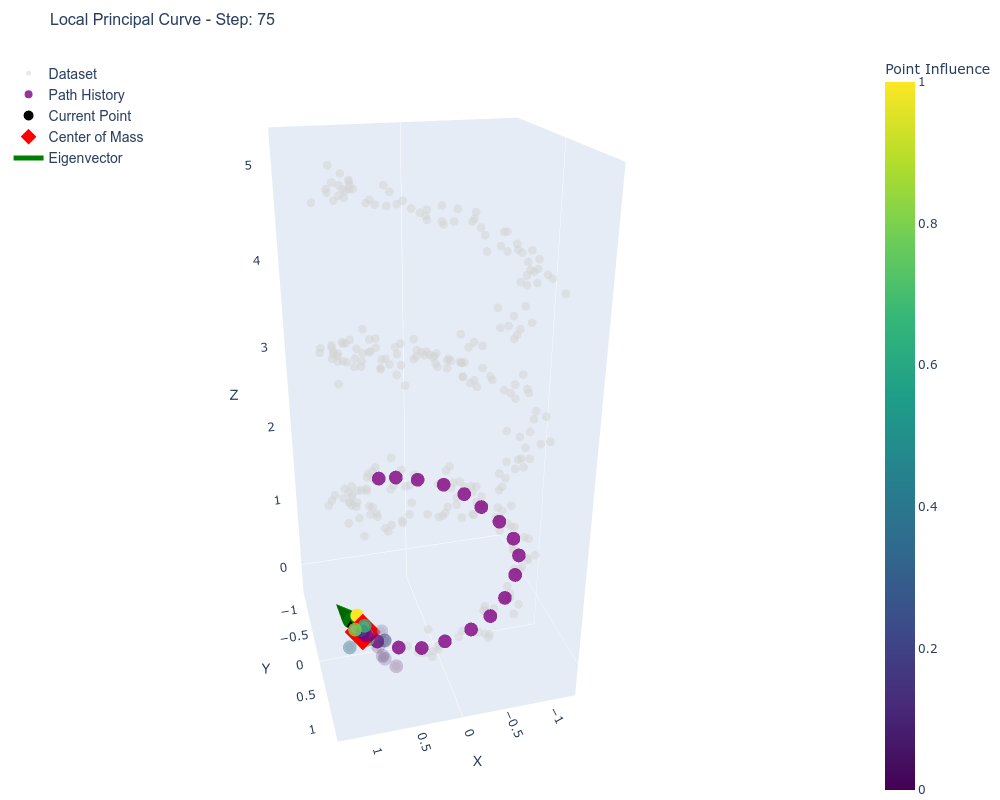 Local Principal Curve - Step: 75
Dataset
Path History
Current Point
Center of Mass
Eigenvector
Point Influence
1
0.8
0.6
0.4
0.2
0
5
4
3
Z
2
1
0
−1
−0.5
Y
0
0.5
1
1
0.5
0
−0.5
−1
X